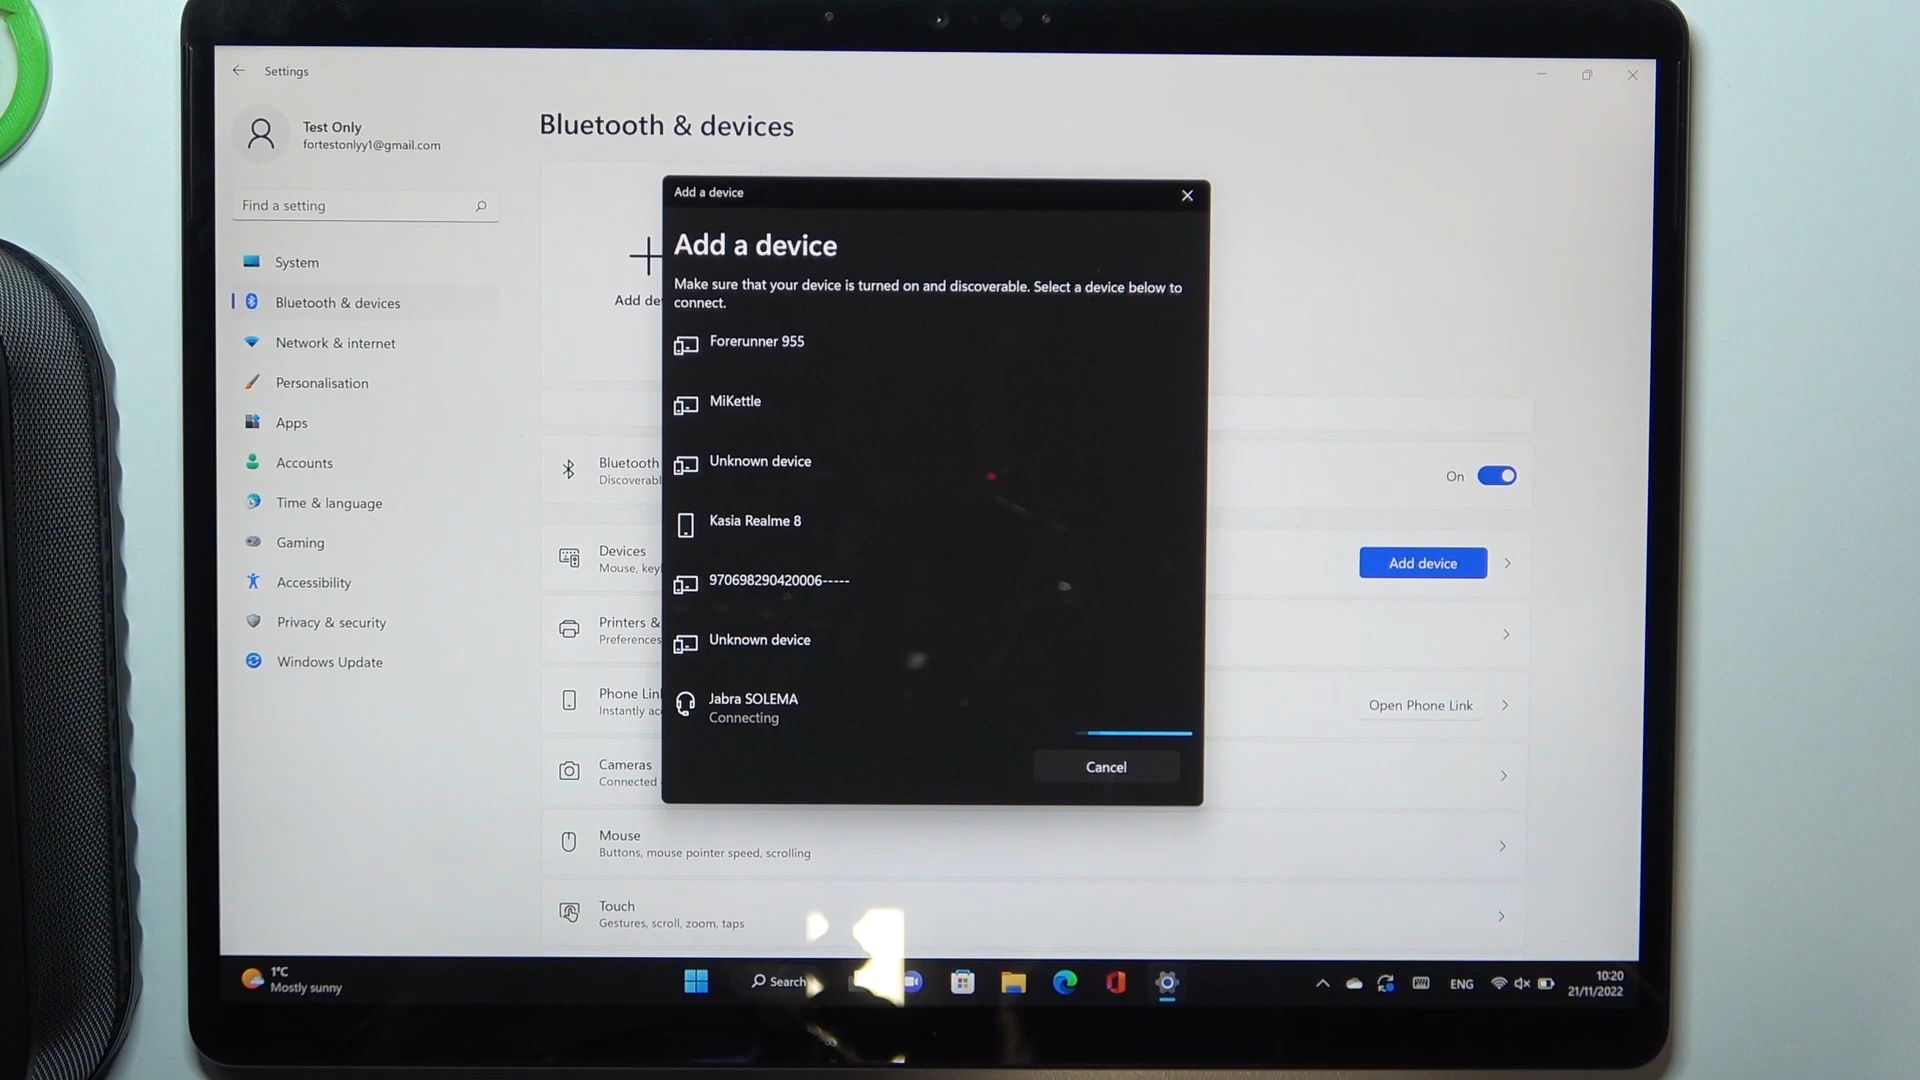 Settings
Test Only
fortestonlyy1@gmail.com
Find a setting
System
Bluetooth & devices
Network & internet
Personalisation
Apps
Accounts
Time & language
Gaming
Accessibility
Privacy & security
Windows Update
Bluetooth & devices
Add de
Bluetooth
Discoverabl
On
Devices
Mouse, key
Add device
Printers &
Preferences
Phone Lin
Instantly ac
Open Phone Link
Cameras
Connected
Mouse
Buttons, mouse pointer speed, scrolling
Touch
Gestures, scroll, zoom, taps
Add a device
Add a device
Make sure that your device is turned on and discoverable. Select a device below to
connect.
Forerunner 955
MiKettle
Unknown device
Kasia Realme 8
970698290420006-----
Unknown device
Jabra SOLEMA
Connecting
Cancel
1°C
Mostly sunny
Search
ENG
10:20
21/11/2022